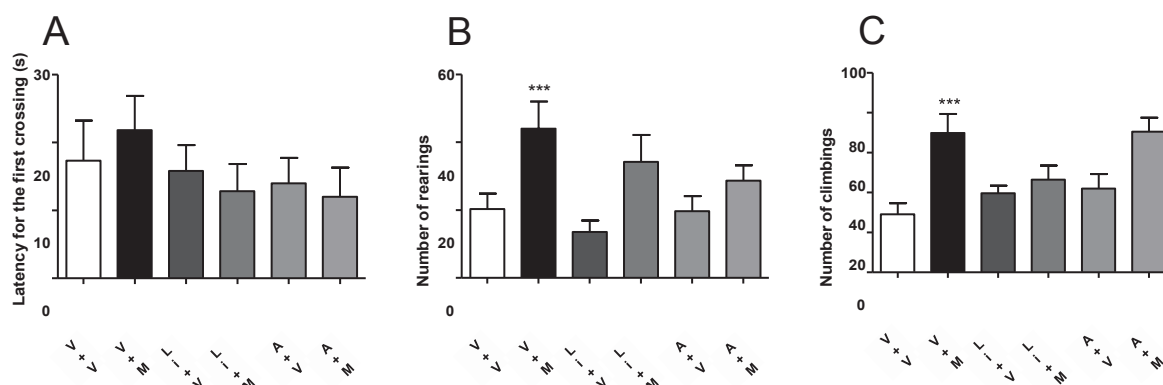 A
B
C
Latency for the first crossing (s)
30
20
10
0
V + V
V + M
Li + V
Li + M
A + V
A + M
Number of rearings
60
40
20
0
***
V + V
V + M
Li + V
Li + M
A + V
A + M
Number of climbings
100
80
60
40
20
0
***
V + V
V + M
Li + V
Li + M
A + V
A + M